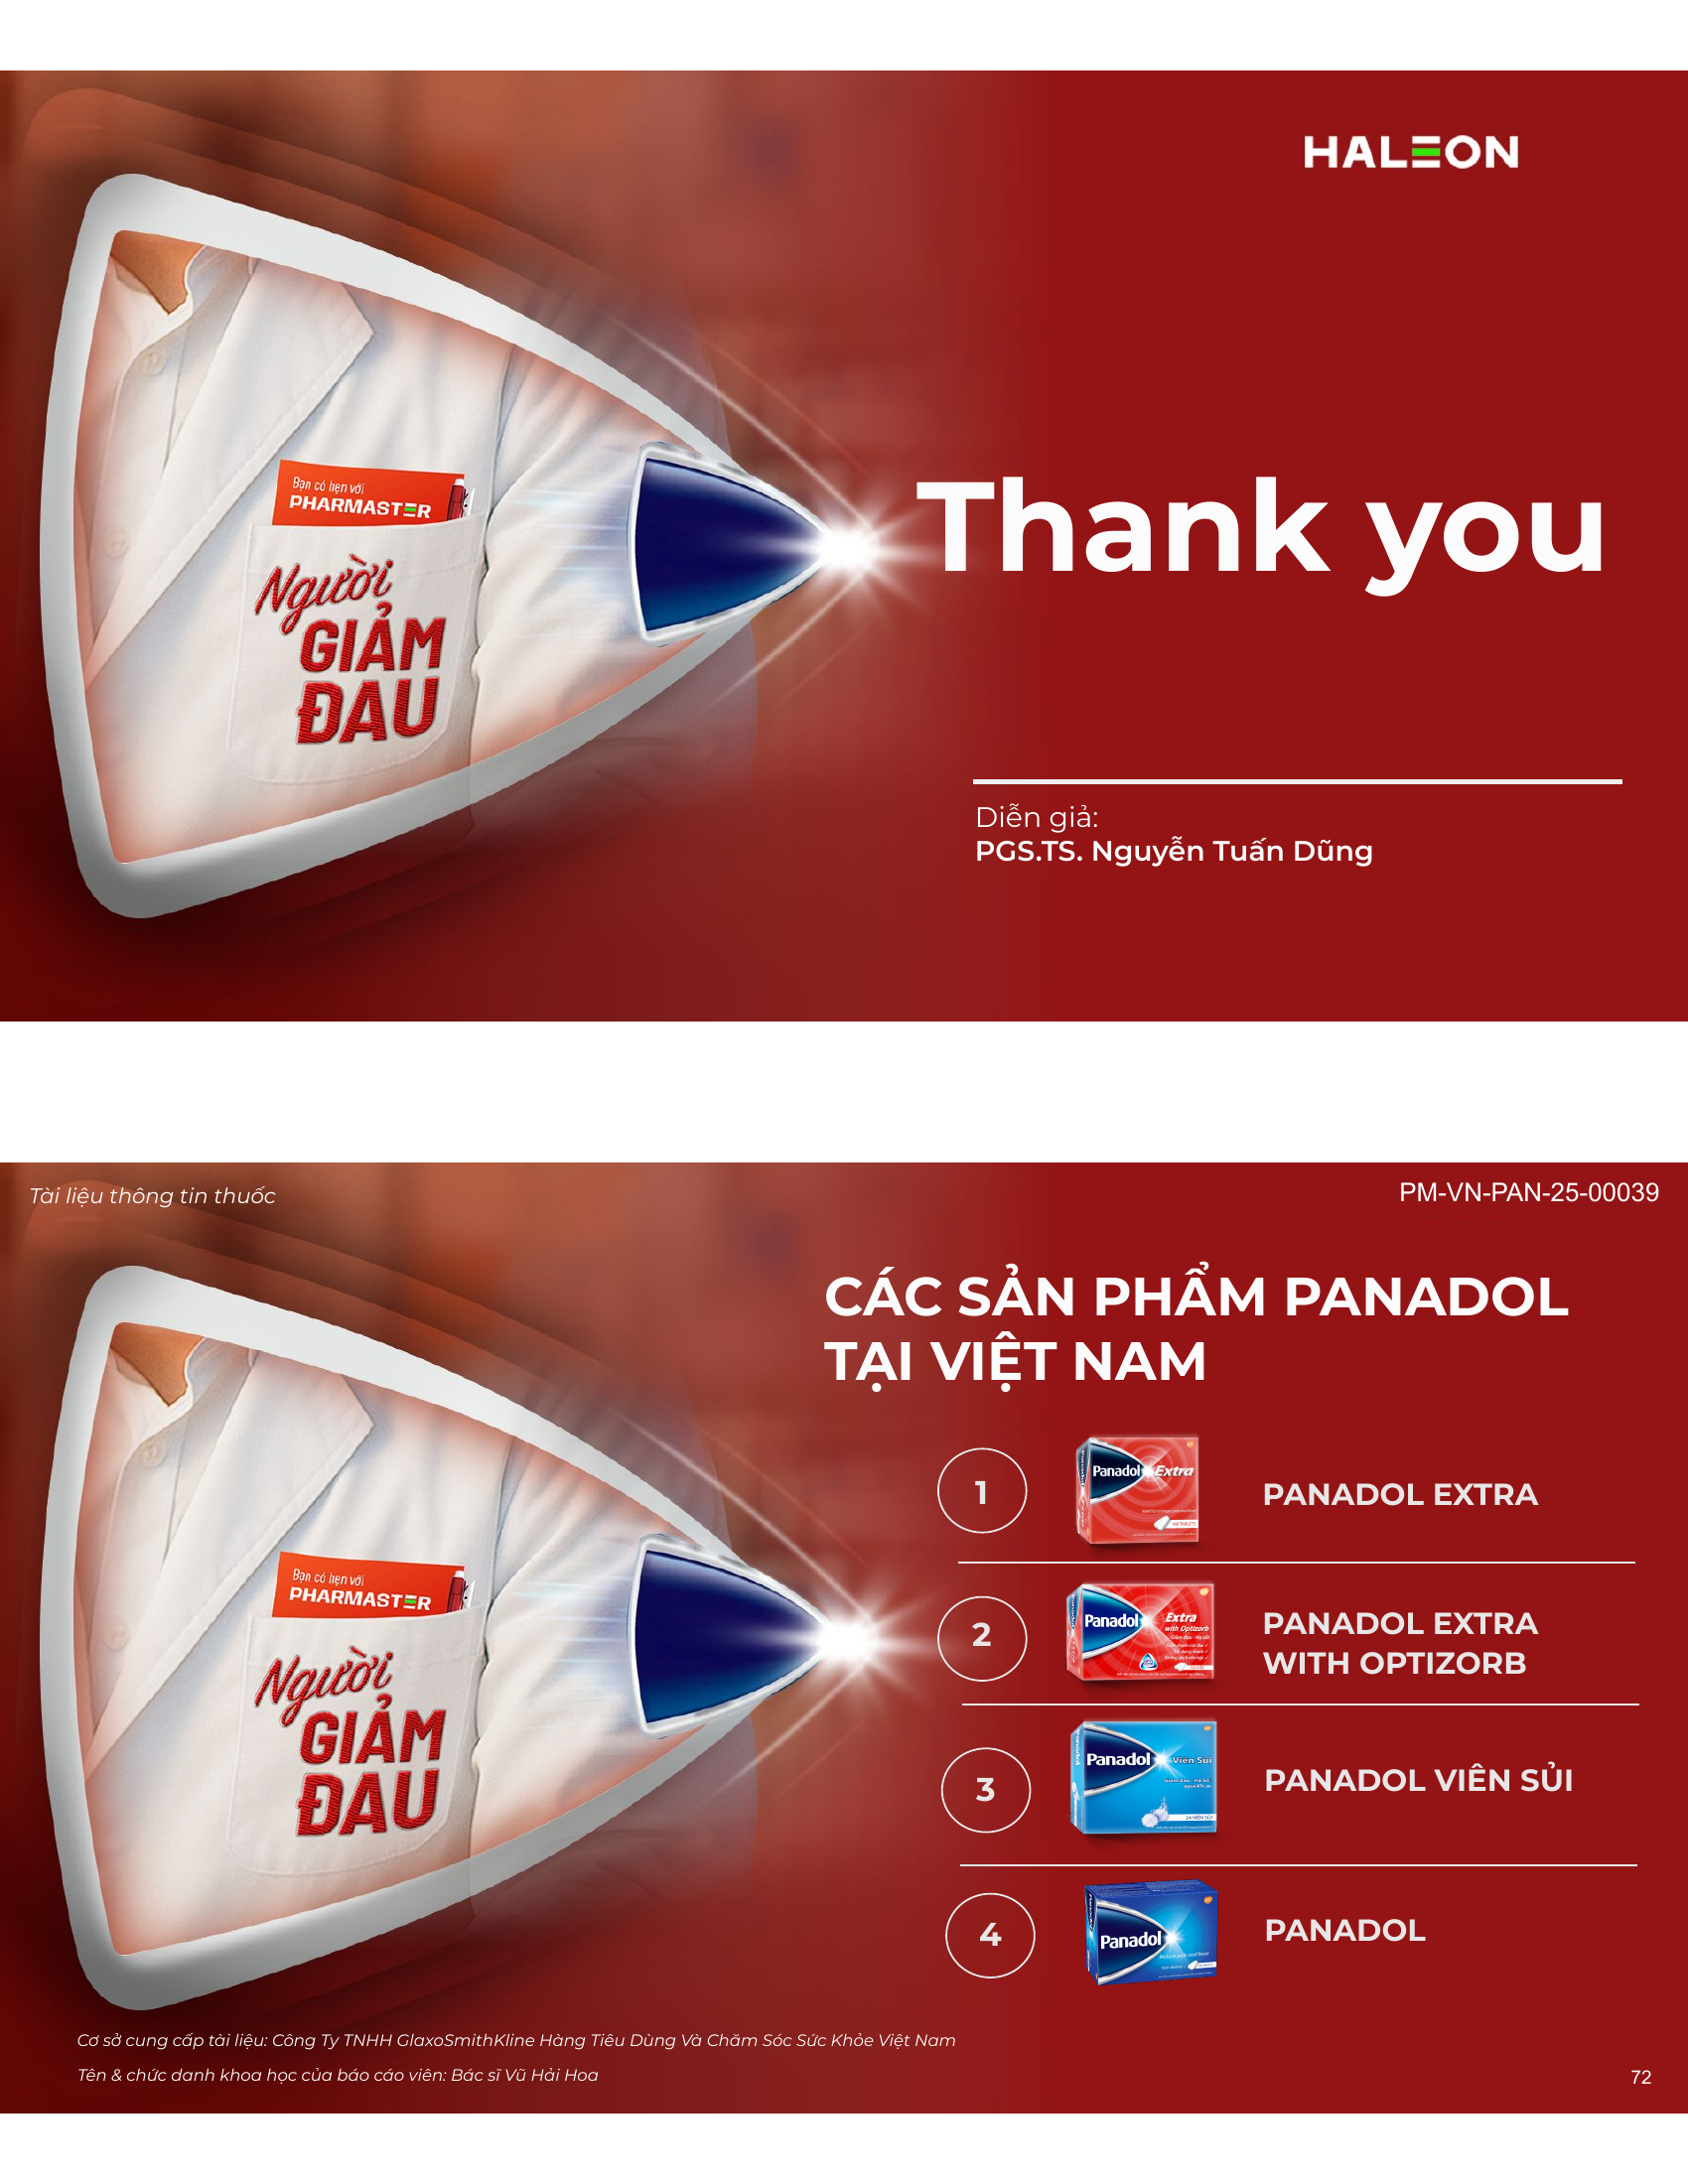 HALEON
Bạn có hẹn với
PHARMASTER
Người
GIẢM
ĐAU
Thank you
Diễn giả:
PGS.TS. Nguyễn Tuấn Dũng
Tài liệu thông tin thuốc
PM-VN-PAN-25-00039
CÁC SẢN PHẨM PANADOL
TẠI VIỆT NAM
Bạn có hẹn với
PHARMASTER
Người
GIẢM
ĐAU
1
Panadol Extra
PANADOL EXTRA
2
Panadol Extra
with Optizorb
Giảm đau - Hạ sốt
PANADOL EXTRA
WITH OPTIZORB
3
Panadol Viên Sủi
PANADOL VIÊN SỦI
4
Panadol
PANADOL
Cơ sở cung cấp tài liệu: Công Ty TNHH GlaxoSmithKline Hàng Tiêu Dùng Và Chăm Sóc Sức Khỏe Việt Nam
Tên & chức danh khoa học của báo cáo viên: Bác sĩ Vũ Hải Hoa
72